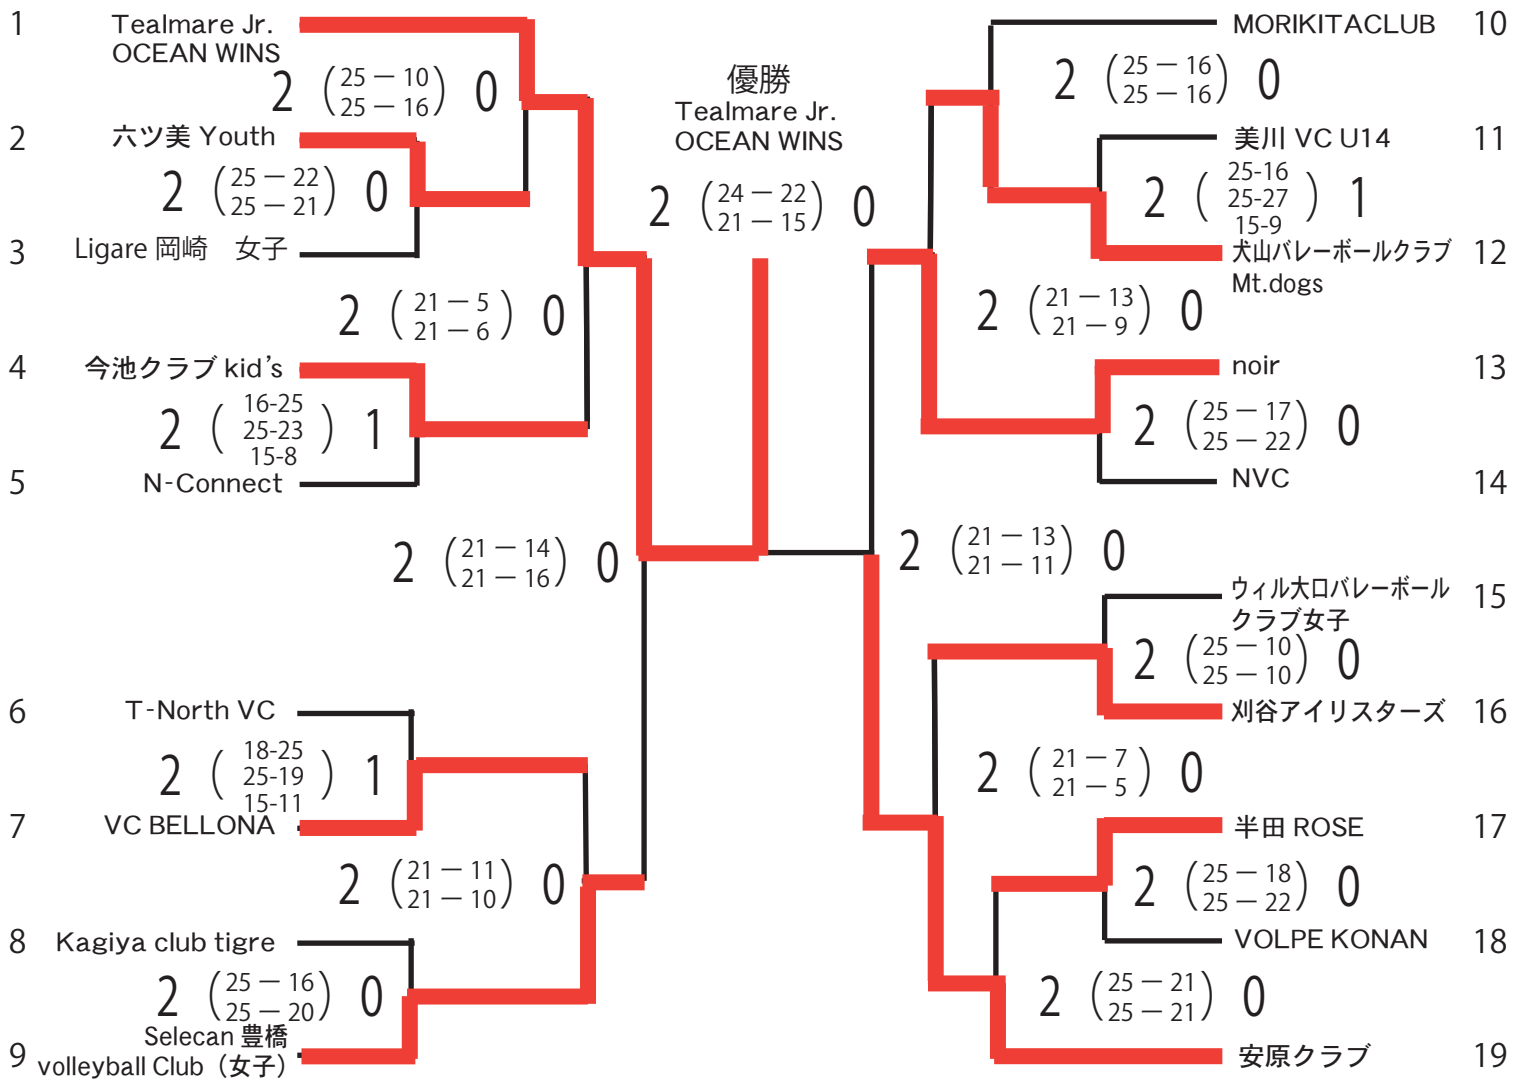 1 Tealmare Jr.
OCEAN WINS
2 (25 − 10
25 − 16) 0
2 六ツ美 Youth
2 (25 − 22
25 − 21) 0
3 Ligare 岡崎　女子
2 (21 − 5
21 − 6) 0
4 今池クラブ kid's
2 (16-25
25-23
15-8) 1
5 N-Connect
2 (21 − 14
21 − 16) 0
6 T-North VC
2 (18-25
25-19
15-11) 1
7 VC BELLONA
2 (21 − 11
21 − 10) 0
8 Kagiya club tigre
2 (25 − 16
25 − 20) 0
Selecan 豊橋
9 volleyball Club（女子）
優勝
Tealmare Jr.
OCEAN WINS
2 (24 − 22
21 − 15) 0
MORIKITACLUB 10
2 (25 − 16
25 − 16) 0
美川 VC U14 11
2 (25-16
25-27
15-9) 1
犬山バレーボールクラブ 12
Mt.dogs
2 (21 − 13
21 − 9) 0
noir 13
2 (25 − 17
25 − 22) 0
NVC 14
2 (21 − 13
21 − 11) 0
ウィル大口バレーボール 15
クラブ女子
2 (25 − 10
25 − 10) 0
刈谷アイリスターズ 16
2 (21 − 7
21 − 5) 0
半田 ROSE 17
2 (25 − 18
25 − 22) 0
VOLPE KONAN 18
2 (25 − 21
25 − 21) 0
安原クラブ 19